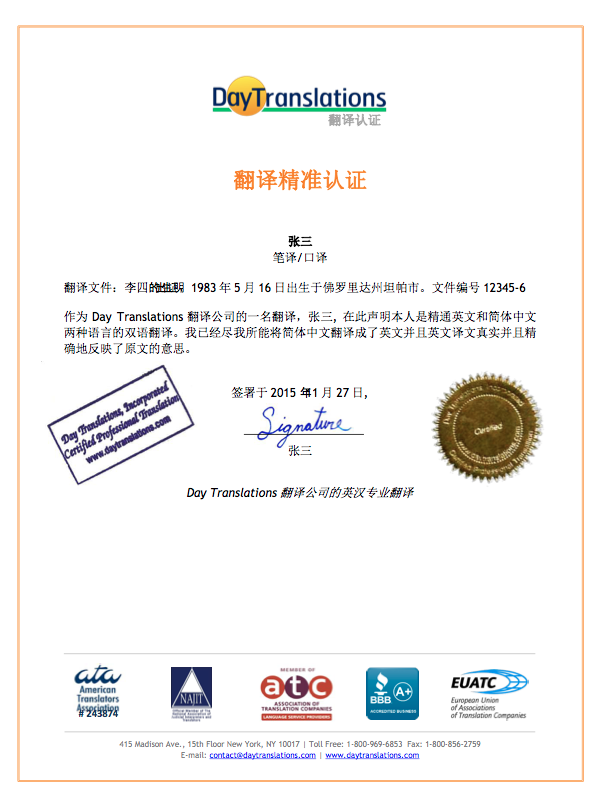 DayTranslations
翻译认证
翻译精准认证
张三
笔译/口译
翻译文件：李四的出生证明 1983 年 5 月 16 日出生于佛罗里达州坦帕市。文件编号 12345-6
作为 Day Translations 翻译公司的一名翻译，张三, 在此声明本人是精通英文和简体中文
两种语言的双语翻译。我已经尽我所能将简体中文翻译成了英文并且英文译文真实并且精
确地反映了原文的意思。
签署于 2015 年1 月 27 日,
Day Translations, Incorporated
Certified Professional Translation
www.daytranslations.com
Signature
张三
Certified
Day Translations 翻译公司的英汉专业翻译
ata
American
Translators
Association
# 243874
NAJIT
Official Member of The
National Association of
Judicial Interpreters and
Translators
MEMBER OF
atc
ASSOCIATION OF
TRANSLATION COMPANIES
LANGUAGE SERVICE PROVIDERS
BBB
A+
ACCREDITED BUSINESS
EUATC
European Union
of Associations
of Translation Companies
415 Madison Ave., 15th Floor New York, NY, 10017 | Toll Free: 1-800-969-6853 Fax: 1-800-856-2759
E-mail: contact@daytranslations.com | www.daytranslations.com